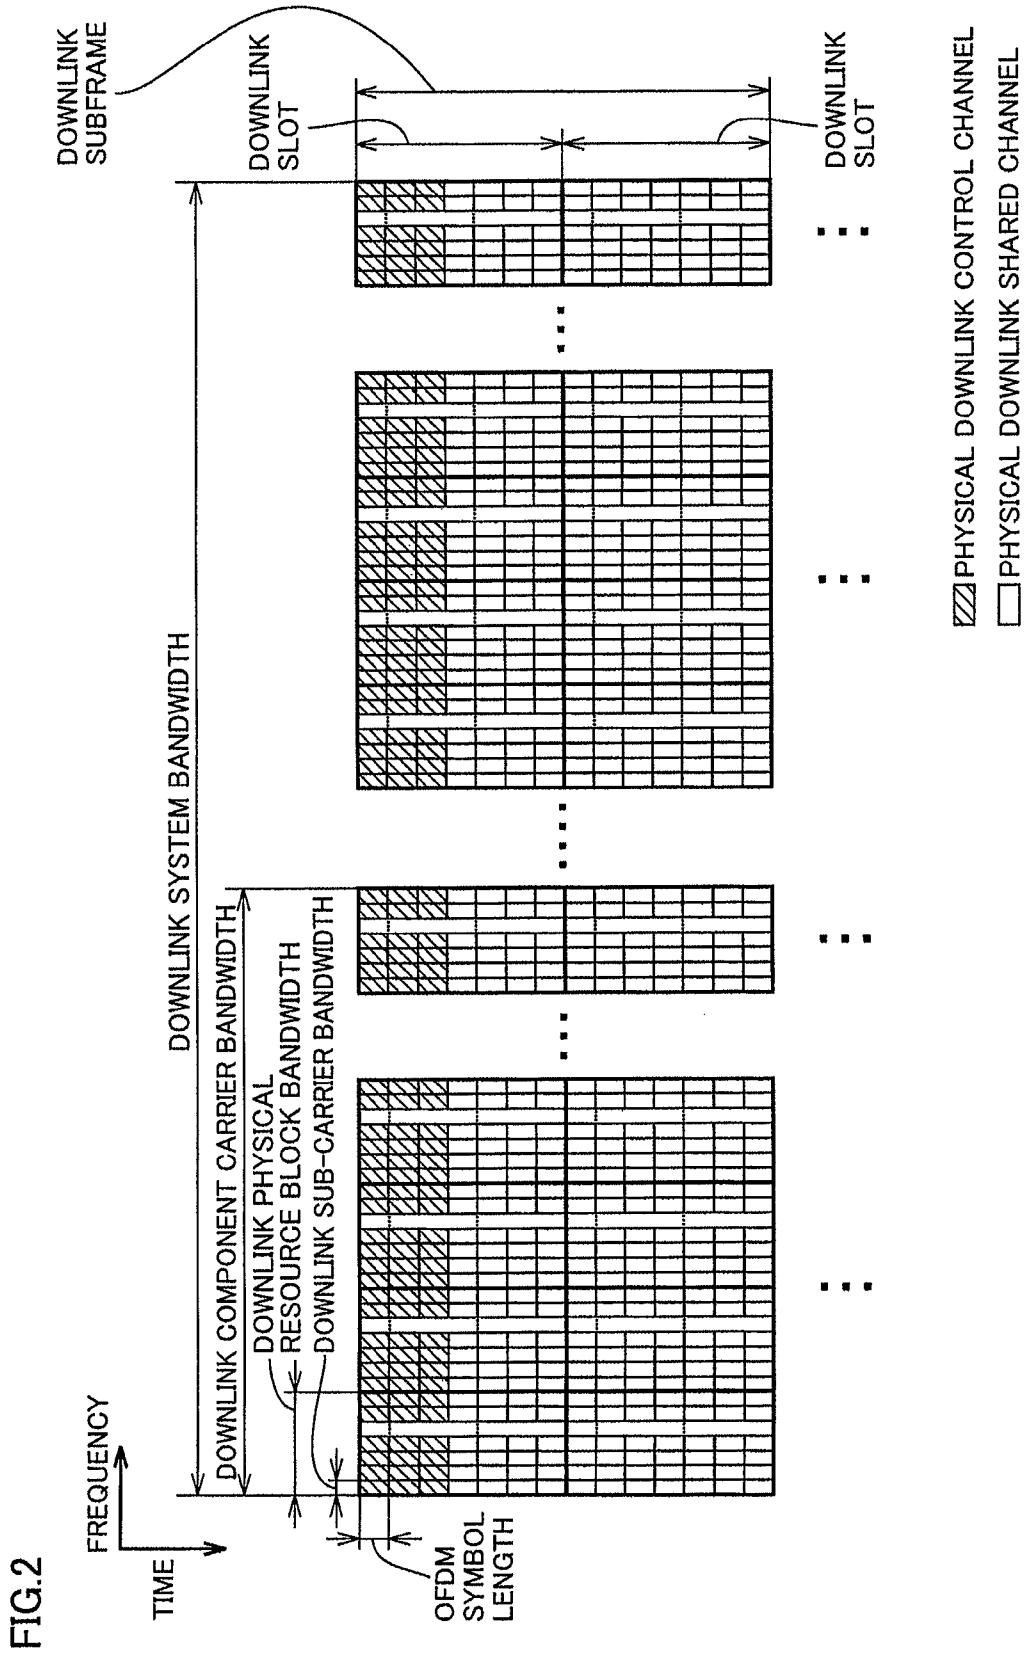 FIG.2
FREQUENCY
TIME
DOWNLINK SYSTEM BANDWIDTH
DOWNLINK COMPONENT CARRIER BANDWIDTH
DOWNLINK PHYSICAL
RESOURCE BLOCK BANDWIDTH
DOWNLINK SUB-CARRIER BANDWIDTH
OFDM
SYMBOL
LENGTH
DOWNLINK
SUBFRAME
DOWNLINK
SLOT
DOWNLINK
SLOT
PHYSICAL DOWNLINK CONTROL CHANNEL
PHYSICAL DOWNLINK SHARED CHANNEL